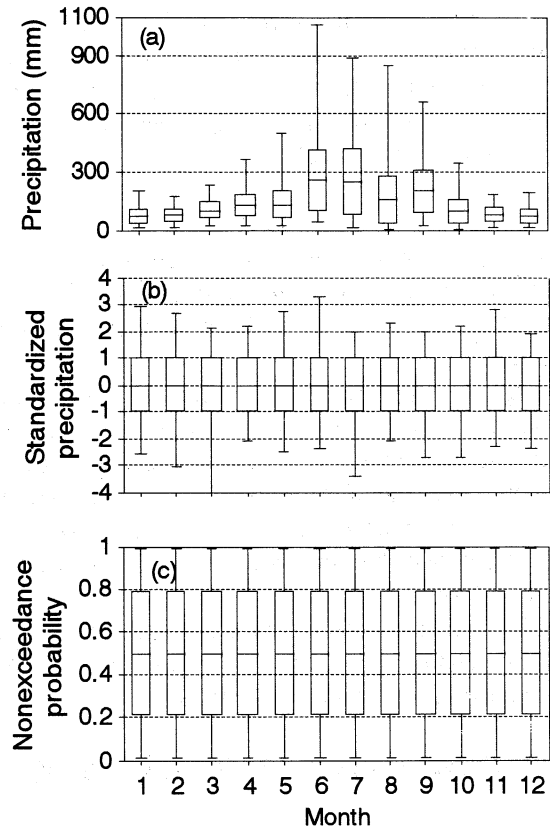 1100
900
600
300
0
Precipitation (mm)
(a)
4
3
2
1
0
-1
-2
-3
-4
Standardized
precipitation
(b)
1
0.8
0.6
0.4
0.2
0
Nonexceedance
probability
(c)
1 2 3 4 5 6 7 8 9 10 11 12
Month